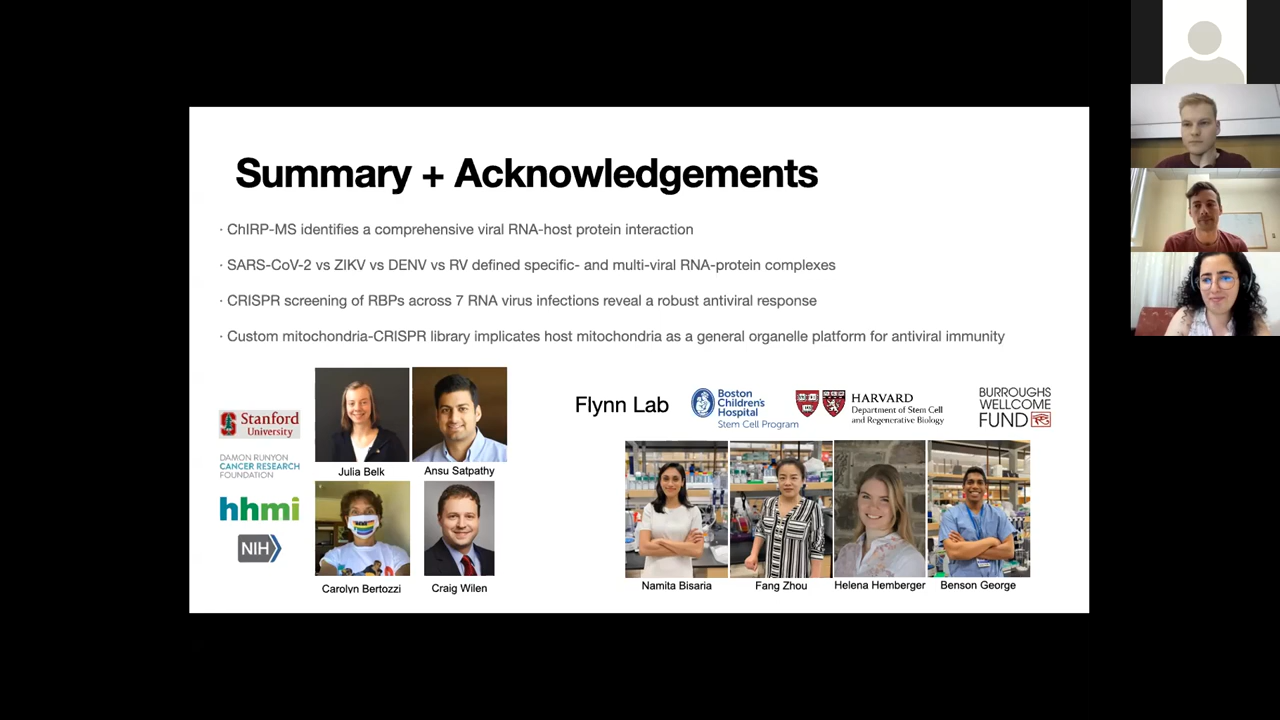 Summary + Acknowledgements
· ChIRP-MS identifies a comprehensive viral RNA-host protein interaction
· SARS-CoV-2 vs ZIKV vs DENV vs RV defined specific- and multi-viral RNA-protein complexes
· CRISPR screening of RBPs across 7 RNA virus infections reveal a robust antiviral response
· Custom mitochondria-CRISPR library implicates host mitochondria as a general organelle platform for antiviral immunity
Stanford
University
DAMON RUNYON
CANCER RESEARCH
FOUNDATION
hhmi
NIH
Julia Belk
Ansu Satpathy
Carolyn Bertozzi
Craig Wilen
Flynn Lab
Boston
Children's
Hospital
Stem Cell Program
HARVARD
Department of Stem Cell
and Regenerative Biology
BURROUGHS
WELLCOME
FUND
Namita Bisaria
Fang Zhou
Helena Hemberger
Benson George